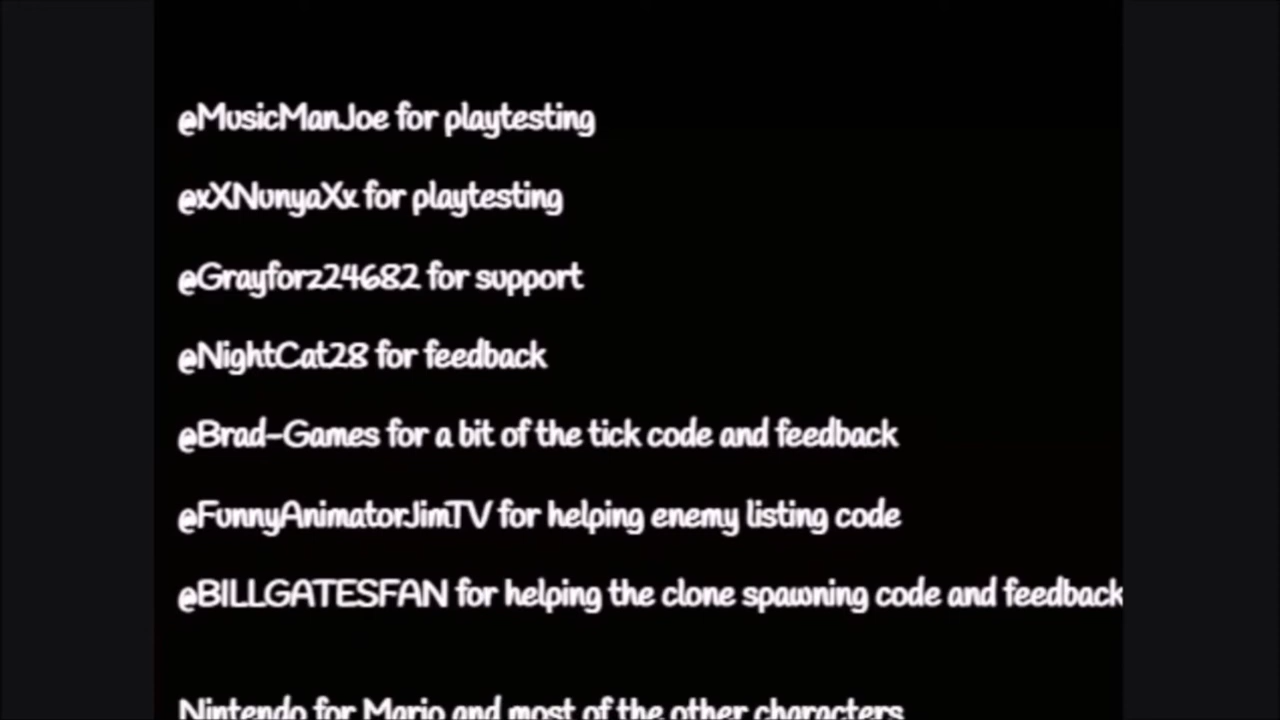 @MusicManJoe for playtesting
@xXNunyaXx for playtesting
@Grayforz24682 for support
@NightCat28 for feedback
@Brad-Games for a bit of the tick code and feedback
@FunnyAnimatorJimTV for helping enemy listing code
@BILLGATESFAN for helping the clone spawning code and feedback
Nintendo for Mario and most of the other characters